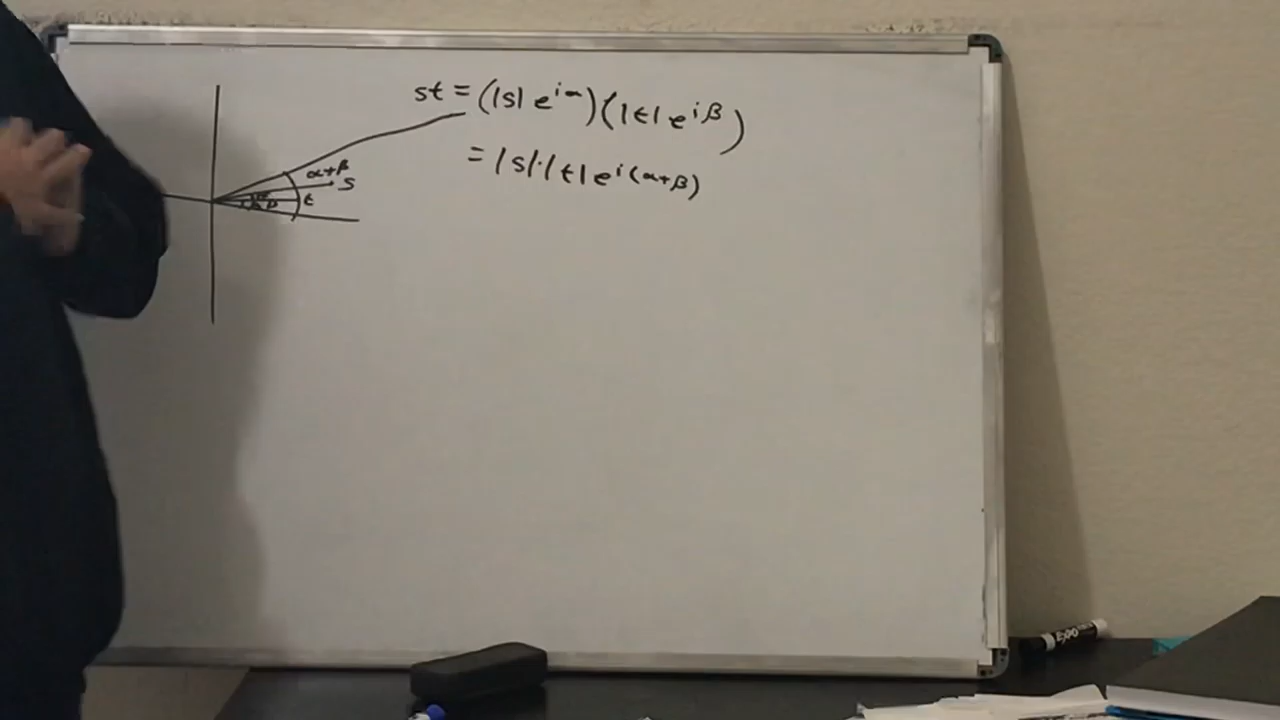 st = (|s| e^{iα})(|t| e^{iβ})
= |s|·|t| e^{i(α+β)}
α+β
s
t
EXPO